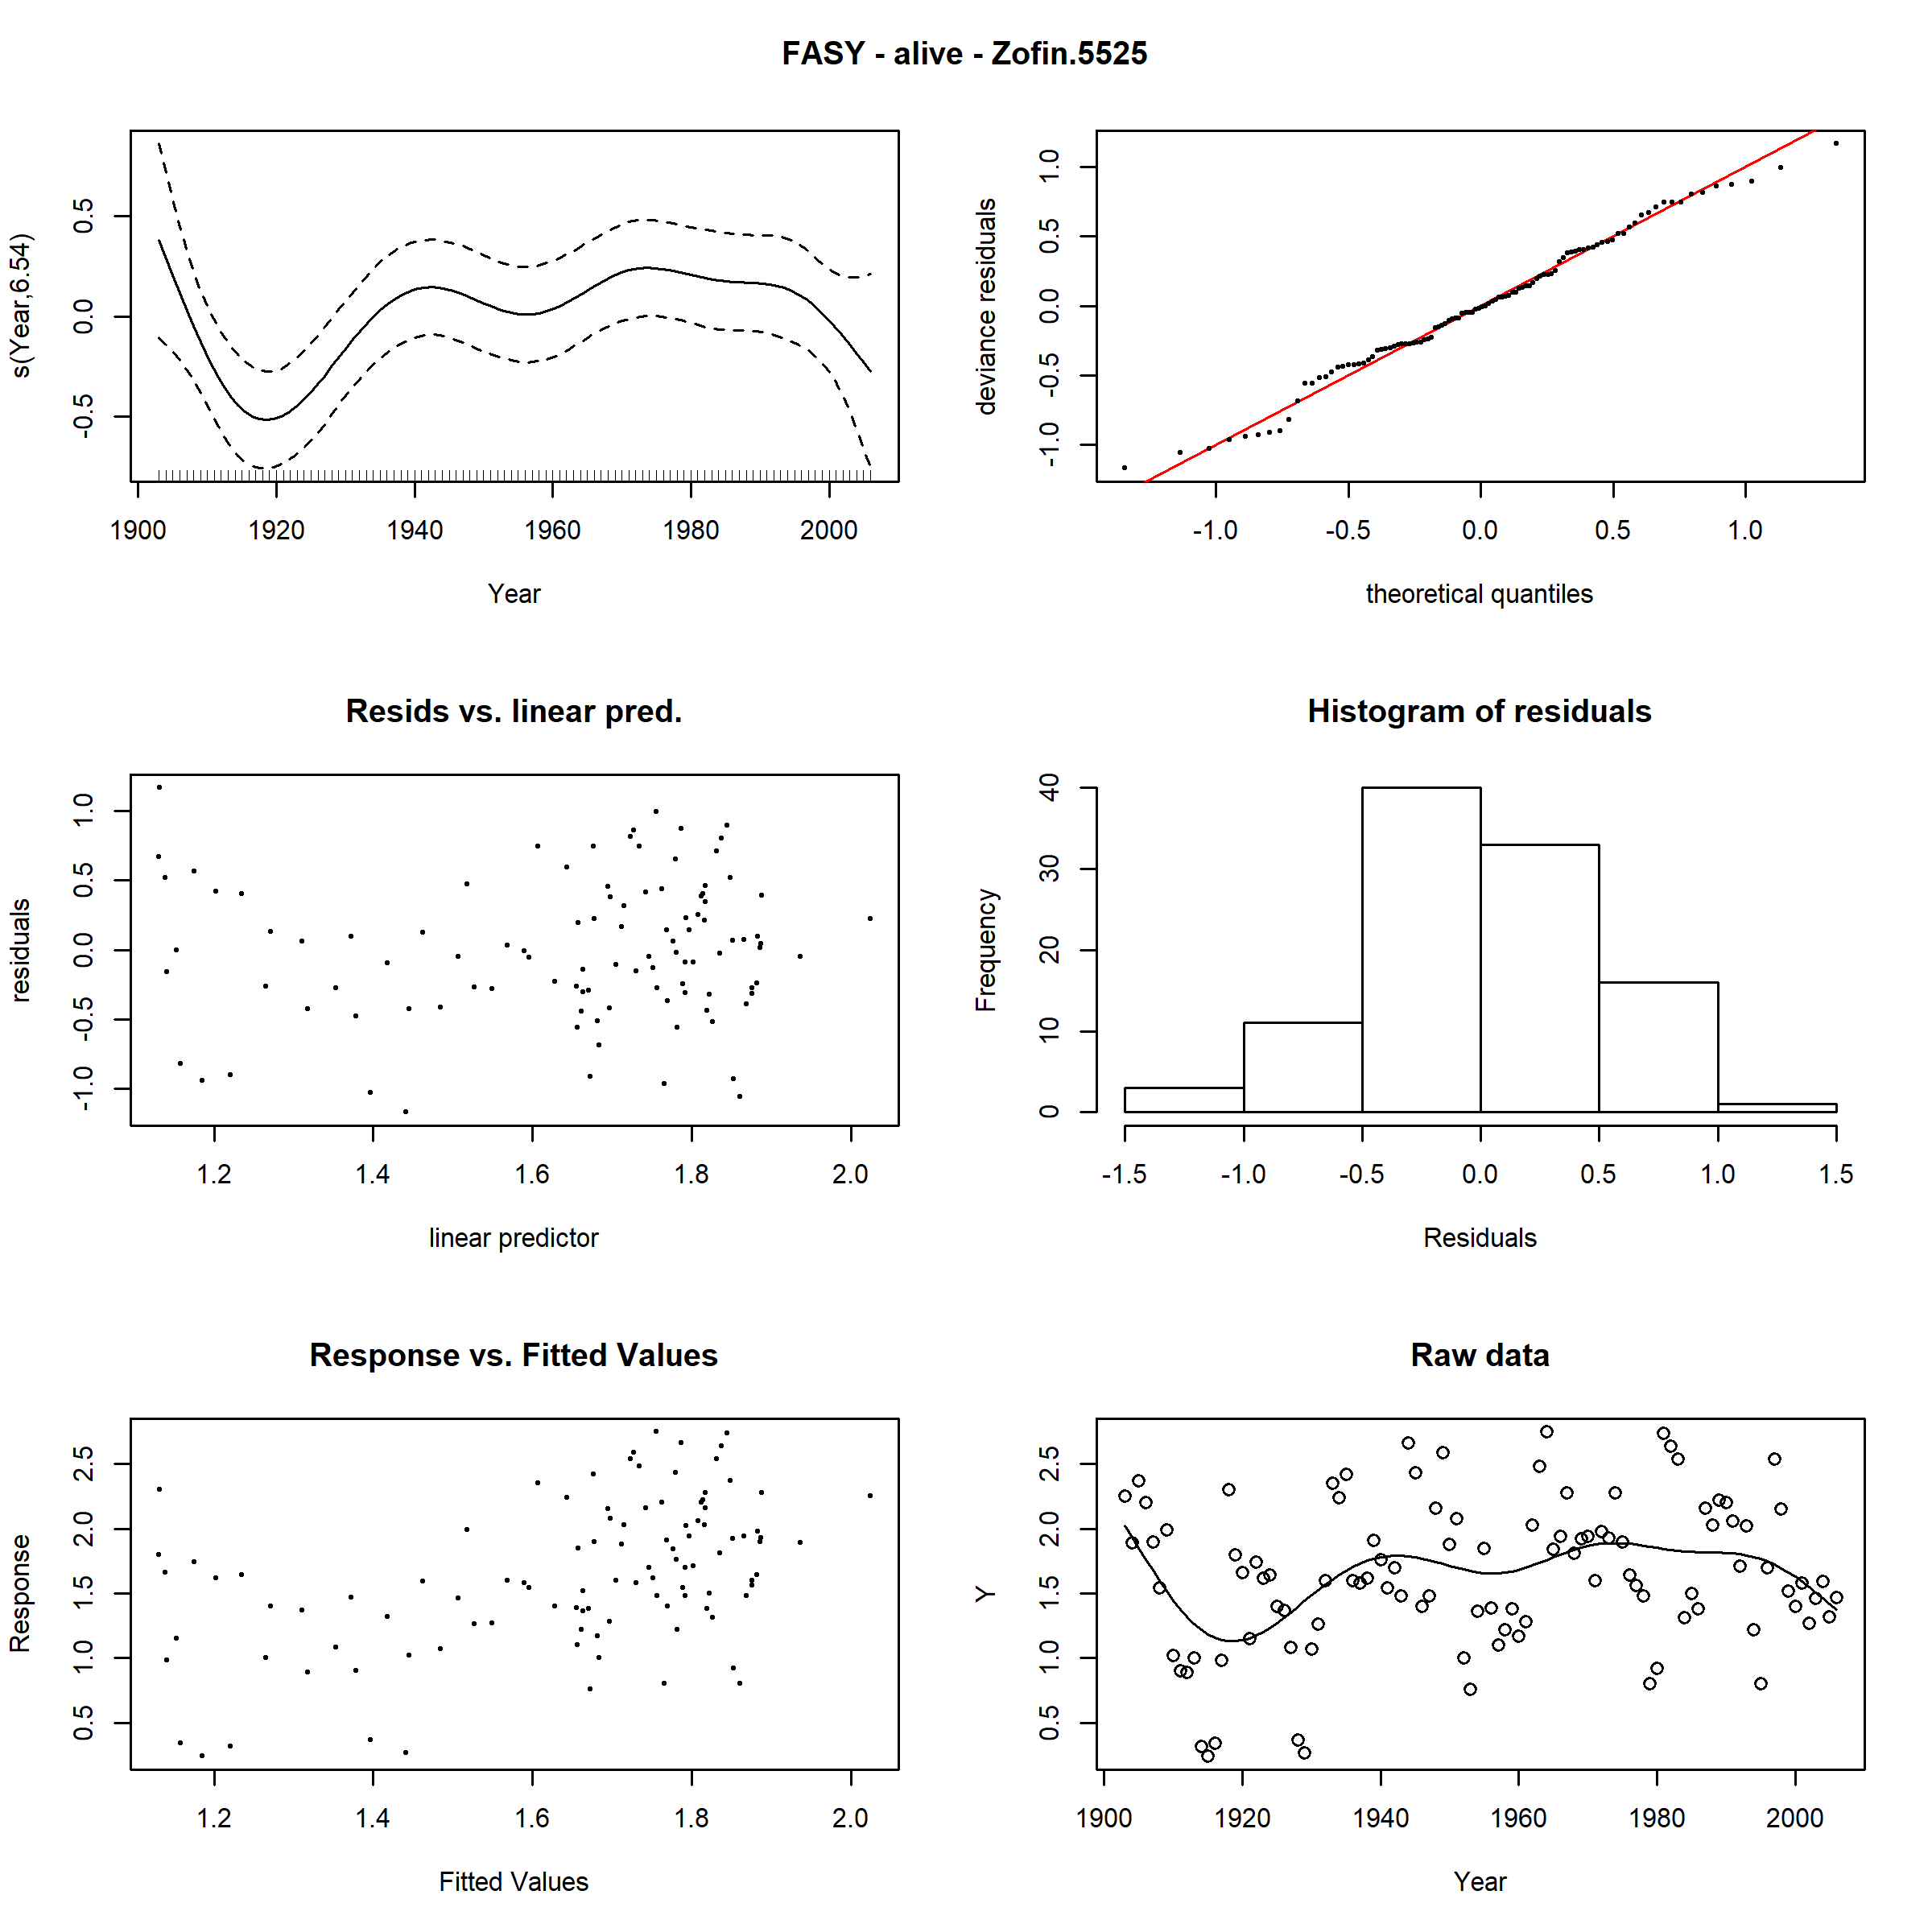 FASY - alive - Zofin.5525
s(Year,6.54)
0.5
0.0
-0.5
1900 1920 1940 1960 1980 2000
Year
deviance residuals
1.0
0.5
0.0
-0.5
-1.0
-1.0 -0.5 0.0 0.5 1.0
theoretical quantiles
Resids vs. linear pred.
residuals
1.0
0.5
0.0
-0.5
-1.0
1.2 1.4 1.6 1.8 2.0
linear predictor
Histogram of residuals
Frequency
40
30
20
10
0
-1.5 -1.0 -0.5 0.0 0.5 1.0 1.5
Residuals
Response vs. Fitted Values
Response
2.5
2.0
1.5
1.0
0.5
1.2 1.4 1.6 1.8 2.0
Fitted Values
Raw data
Y
2.5
2.0
1.5
1.0
0.5
1900 1920 1940 1960 1980 2000
Year